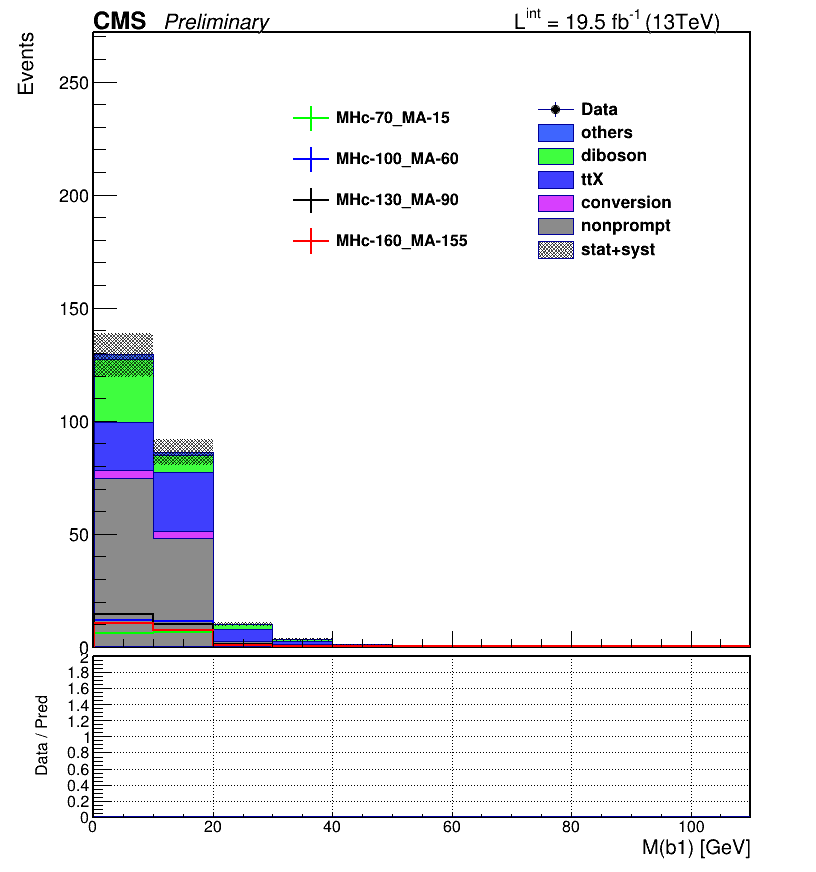 CMS Preliminary
L^int = 19.5 fb^-1 (13TeV)
Events
250
200
150
100
50
0
MHc-70_MA-15
MHc-100_MA-60
MHc-130_MA-90
MHc-160_MA-155
Data
others
diboson
ttX
conversion
nonprompt
stat+syst
Data / Pred
2
1.8
1.6
1.4
1.2
1
0.8
0.6
0.4
0.2
0
0 20 40 60 80 100
M(b1) [GeV]